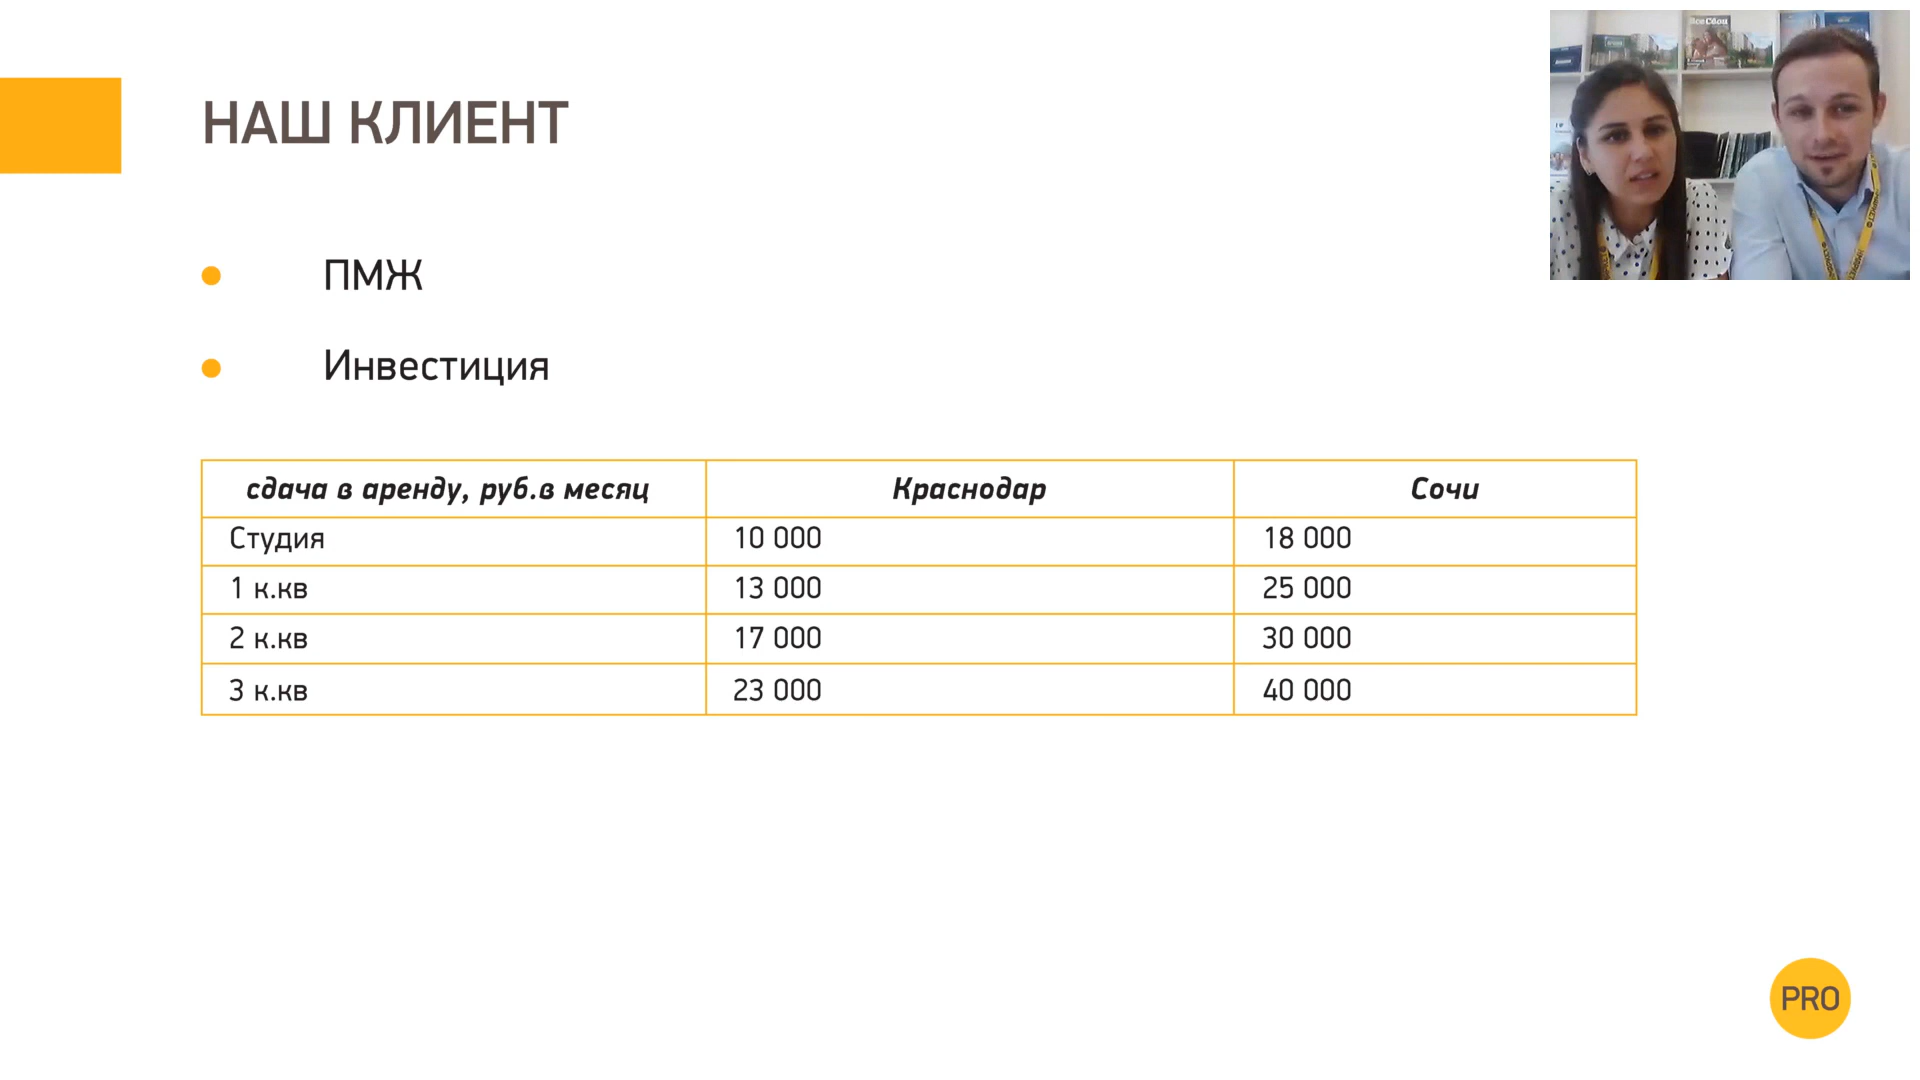 НАШ КЛИЕНТ
ВсеСвои
ПМЖ
Инвестиция
сдача в аренду, руб.в месяц Краснодар Сочи
Студия 10 000 18 000
1 к.кв 13 000 25 000
2 к.кв 17 000 30 000
3 к.кв 23 000 40 000
PRO